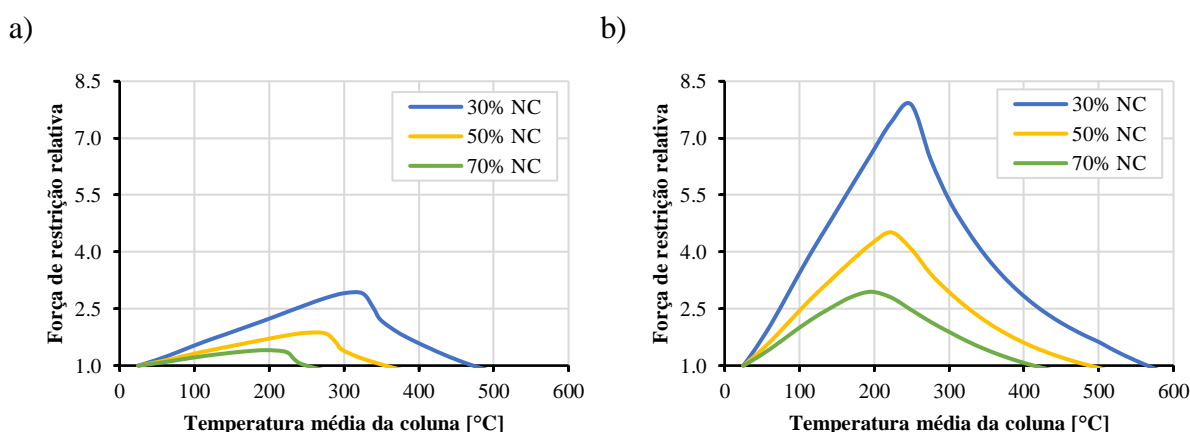 a)
Força de restrição relativa
8.5
7.0
5.5
4.0
2.5
1.0
30% NC
50% NC
70% NC
0 100 200 300 400 500 600
Temperatura média da coluna [°C]
b)
Força de restrição relativa
8.5
7.0
5.5
4.0
2.5
1.0
30% NC
50% NC
70% NC
0 100 200 300 400 500 600
Temperatura média da coluna [°C]